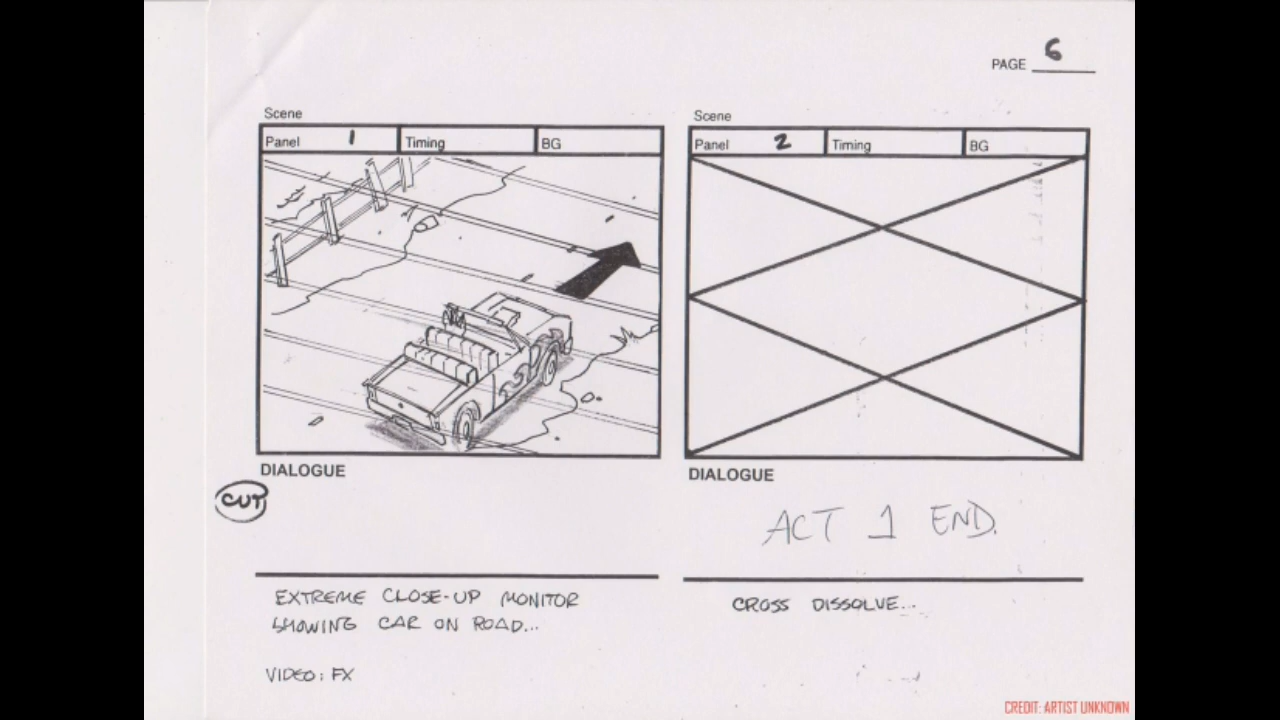 PAGE 6
Scene
Panel 1 Timing BG
DIALOGUE
CUT
EXTREME CLOSE-UP MONITOR
SHOWING CAR ON ROAD...
VIDEO: FX
Scene
Panel 2 Timing BG
DIALOGUE
ACT 1 END.
CROSS DISSOLVE...
CREDIT: ARTIST UNKNOWN